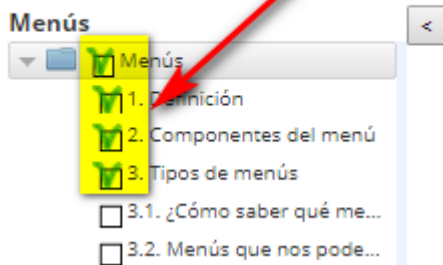 Menús
<
Menús
1. Definición
2. Componentes del menú
3. Tipos de menús
3.1. ¿Cómo saber qué me...
3.2. Menús que nos pode...